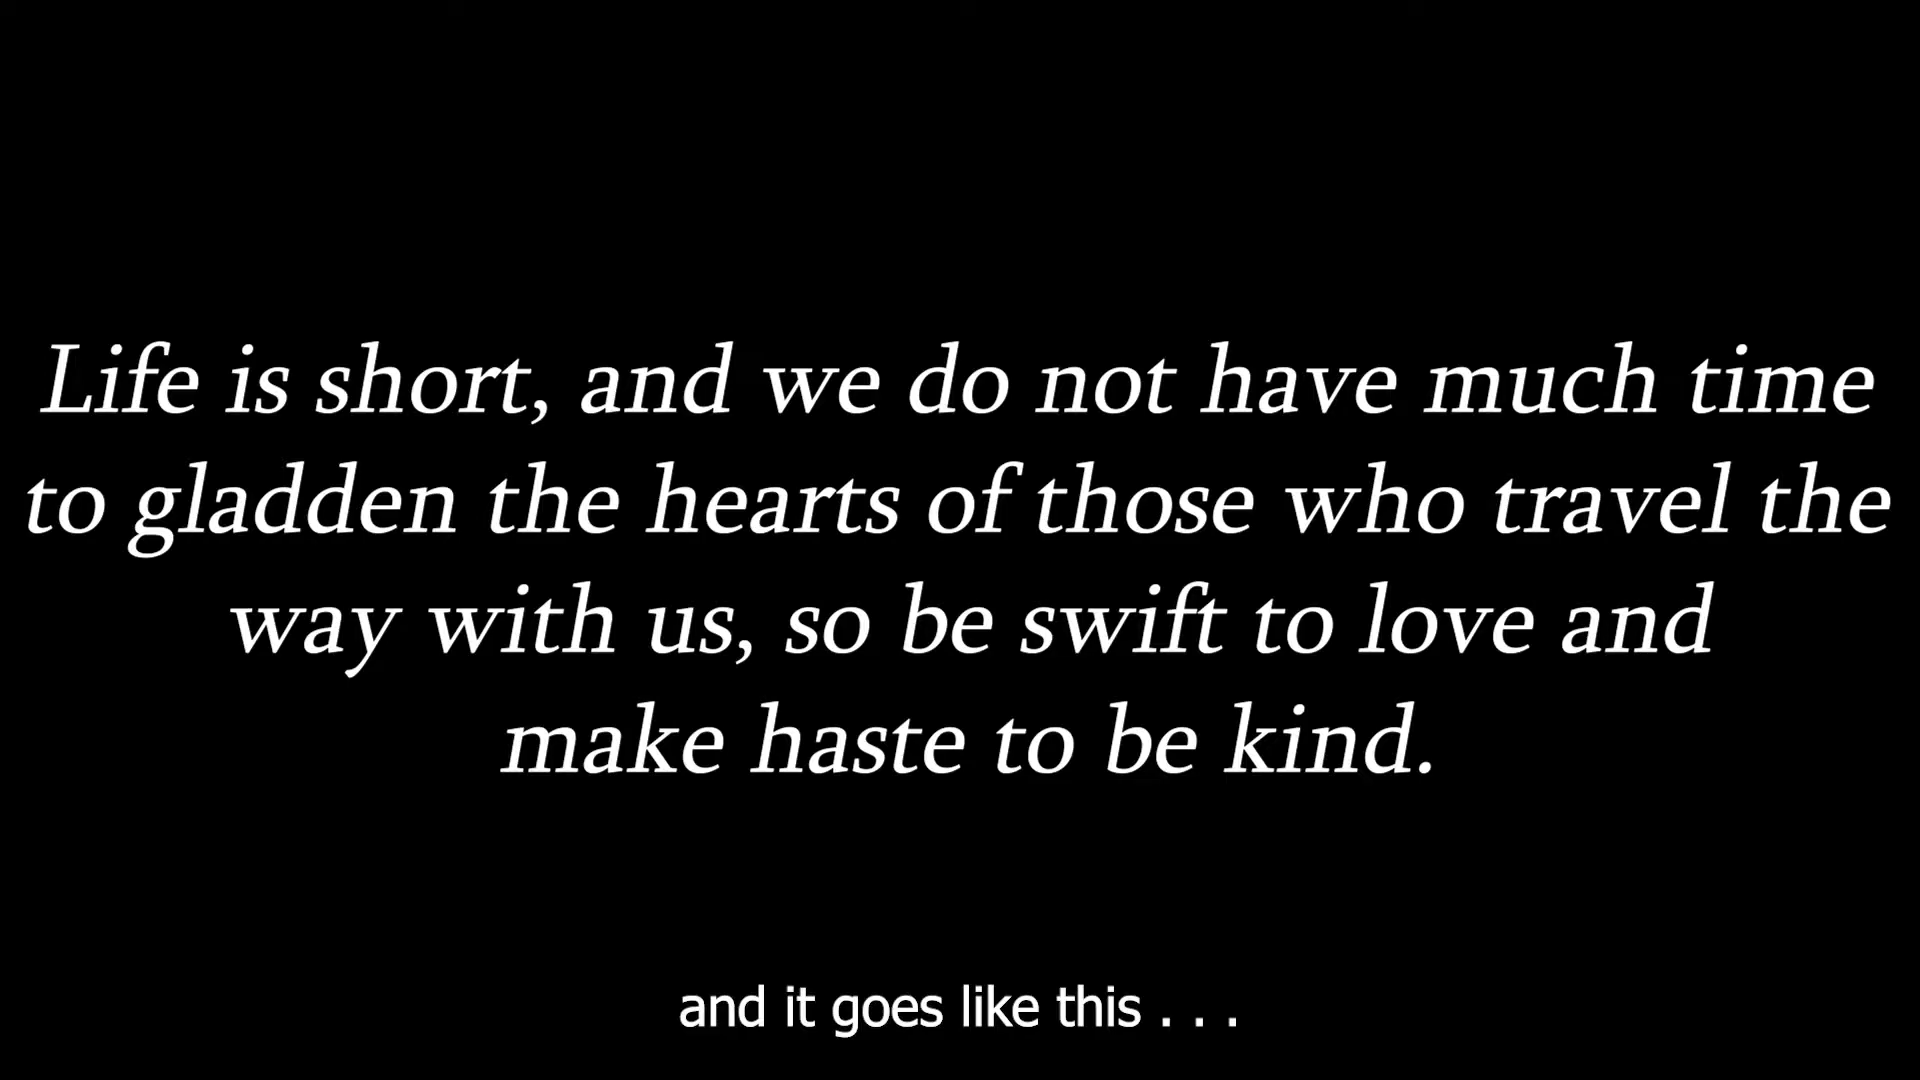 Life is short, and we do not have much time
to gladden the hearts of those who travel the
way with us, so be swift to love and
make haste to be kind.
and it goes like this . . .